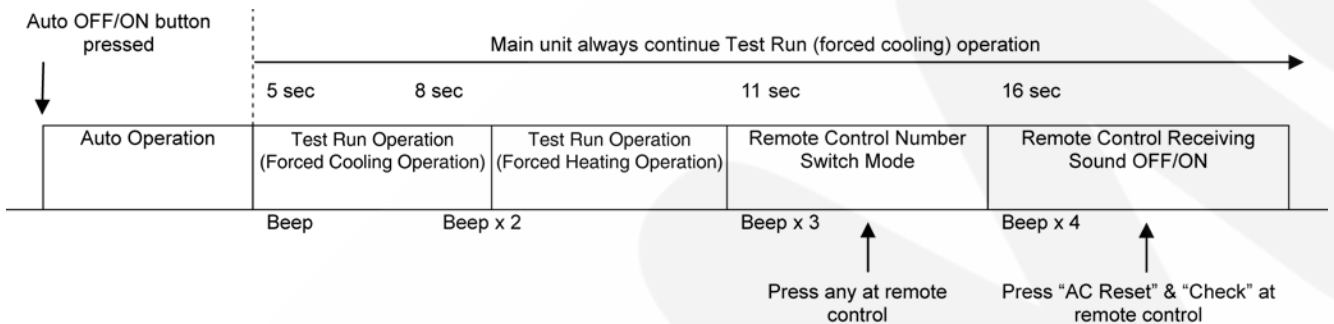 Auto OFF/ON button
pressed
Main unit always continue Test Run (forced cooling) operation
5 sec
8 sec
11 sec
16 sec
Auto Operation
Test Run Operation
(Forced Cooling Operation)
Test Run Operation
(Forced Heating Operation)
Remote Control Number
Switch Mode
Remote Control Receiving
Sound OFF/ON
Beep
Beep x 2
Beep x 3
Beep x 4
Press any at remote
control
Press “AC Reset” & “Check” at
remote control